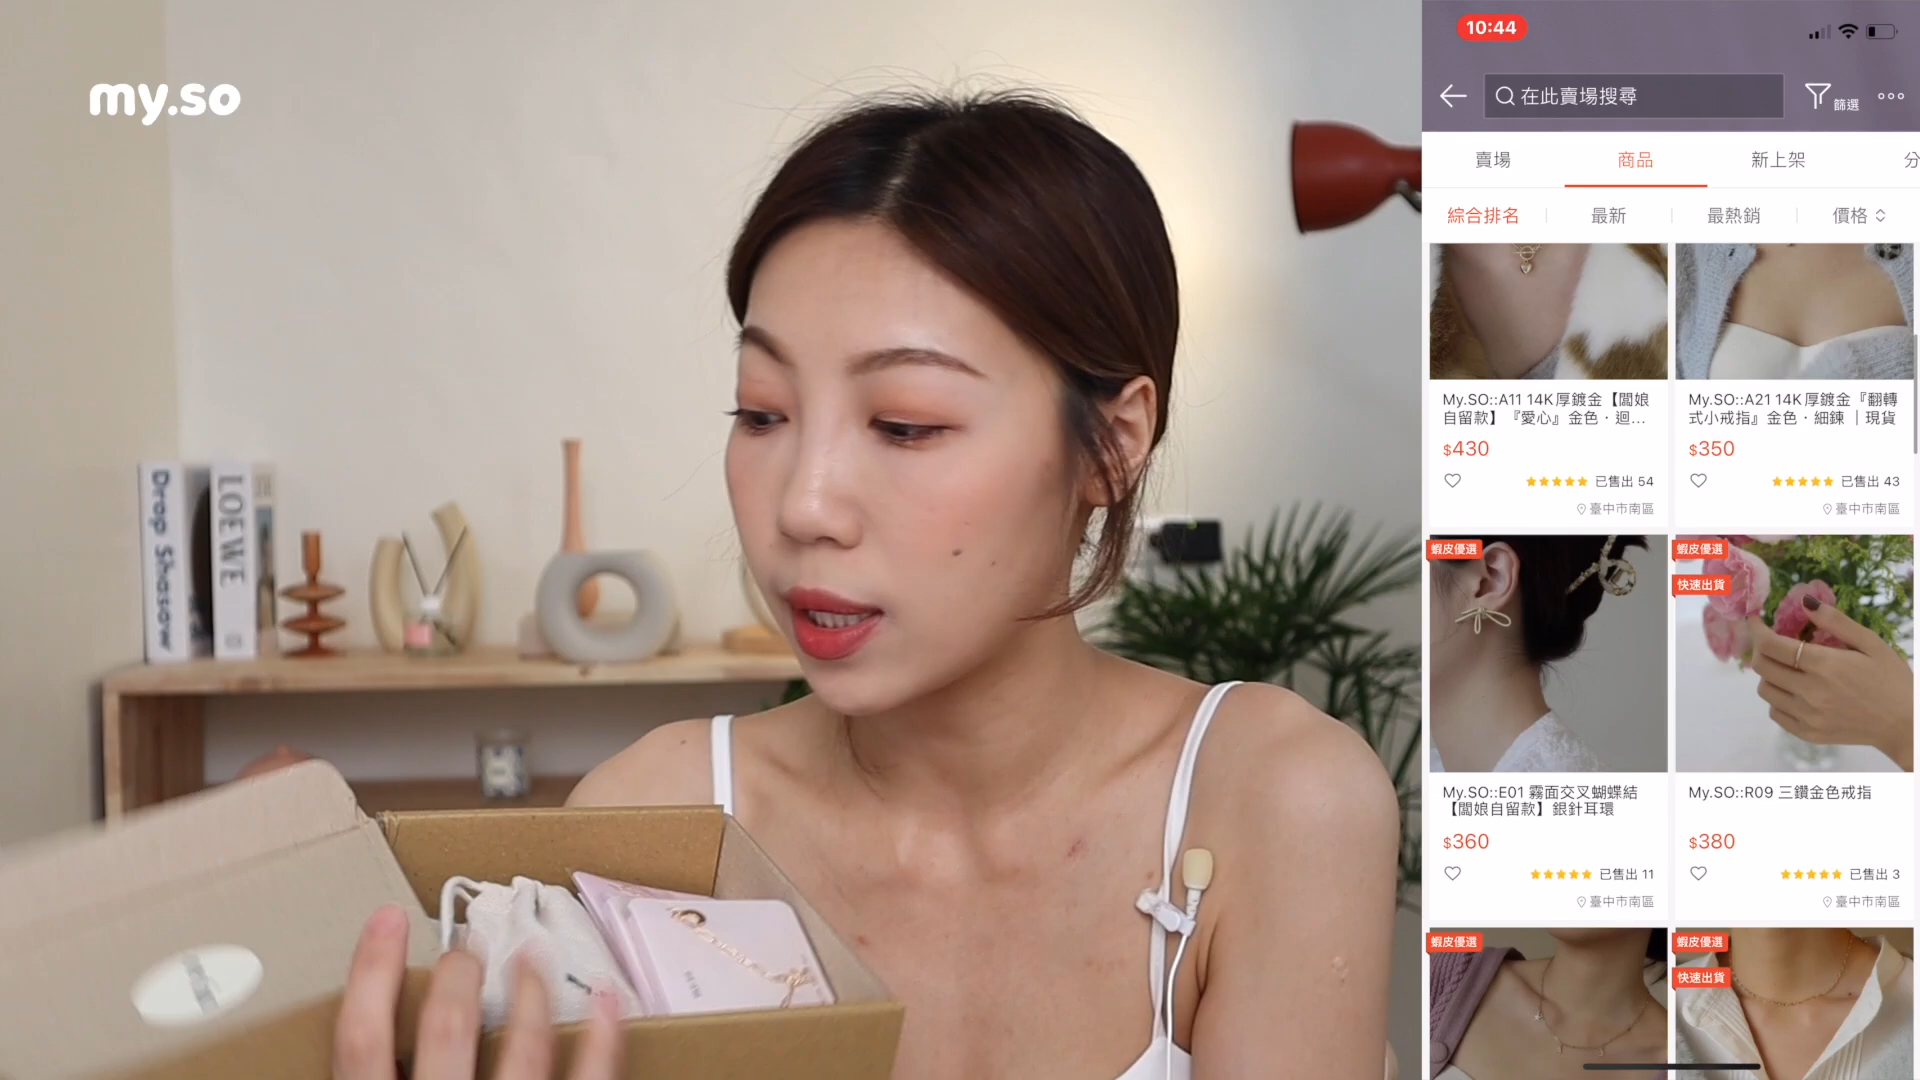 my.so
Drop Shadow
LOEWE
10:44
在此賣場搜尋
篩選
賣場
商品
新上架
分
綜合排名
最新
最熱銷
價格
My.SO::A11 14K厚鍍金【闆娘
自留款】『愛心』金色・迴...
$430
已售出 54
臺中市南區
My.SO::A21 14K厚鍍金『翻轉
式小戒指』金色・細鍊｜現貨
$350
已售出 43
臺中市南區
蝦皮優選
My.SO::E01 霧面交叉蝴蝶結
【闆娘自留款】銀針耳環
$360
已售出 11
臺中市南區
蝦皮優選
快速出貨
My.SO::R09 三鑽金色戒指
$380
已售出 3
臺中市南區
蝦皮優選
蝦皮優選
快速出貨